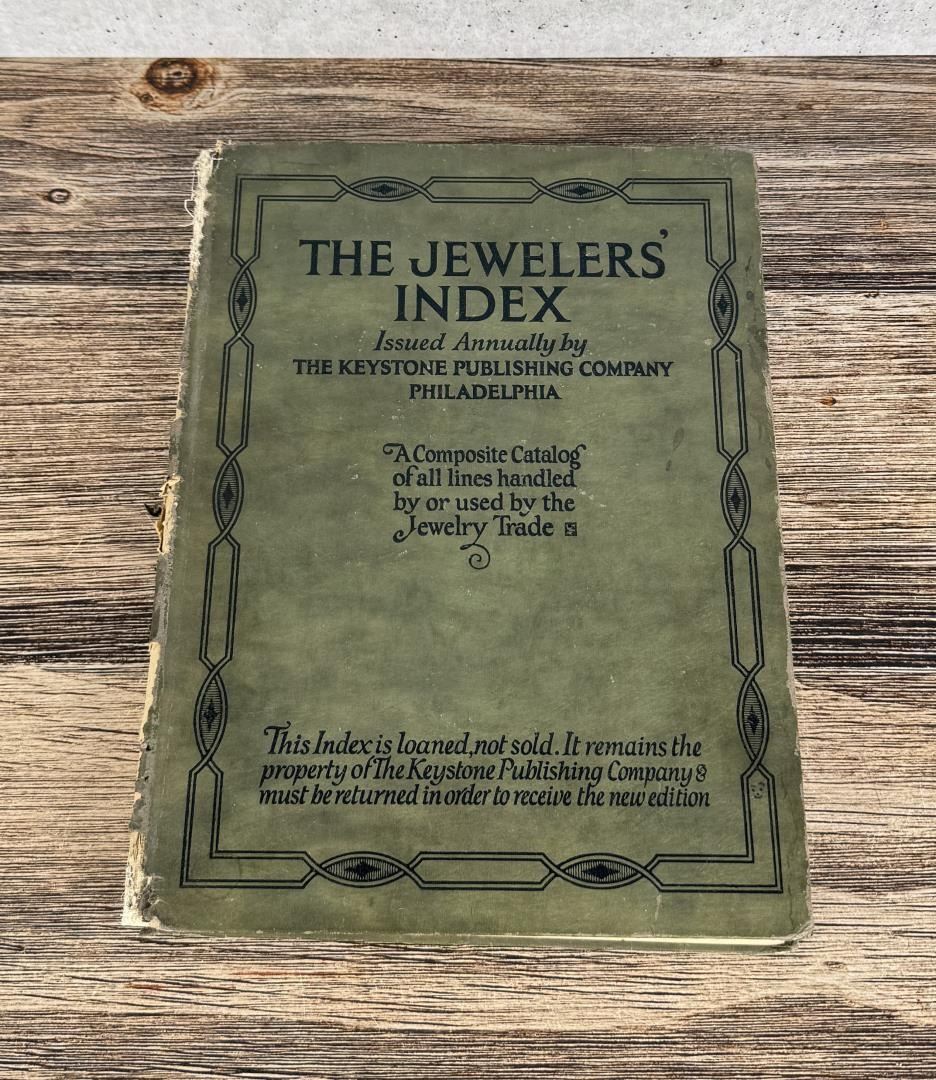 THE JEWELERS'
INDEX
Issued Annually by
THE KEYSTONE PUBLISHING COMPANY
PHILADELPHIA
A Composite Catalog
of all lines handled
by or used by the
Jewelry Trade
This Index is loaned, not sold. It remains the
property of The Keystone Publishing Company &
must be returned in order to receive the new edition